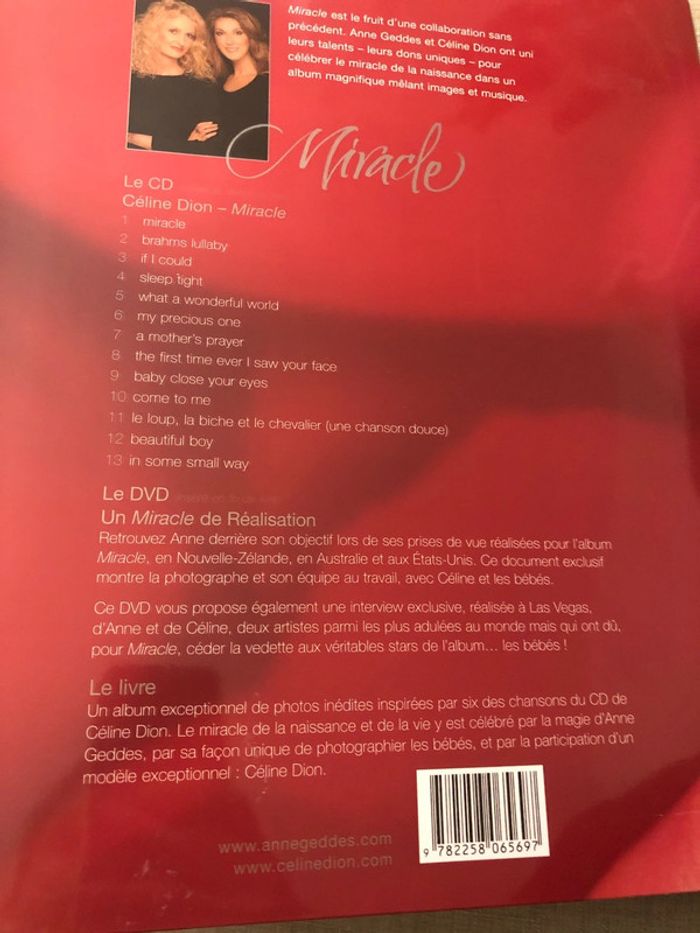 Miracle est le fruit d'une collaboration sans
précédent. Anne Geddes et Céline Dion ont uni
leurs talents – leurs dons uniques – pour
célébrer le miracle de la naissance dans un
album magnifique mêlant images et musique.
Miracle
Le CD
Céline Dion – Miracle
1 miracle
2 brahms lullaby
3 if I could
4 sleep tight
5 what a wonderful world
6 my precious one
7 a mother's prayer
8 the first time ever I saw your face
9 baby close your eyes
10 come to me
11 le loup, la biche et le chevalier (une chanson douce)
12 beautiful boy
13 in some small way
Le DVD
Un Miracle de Réalisation
Retrouvez Anne derrière son objectif lors de ses prises de vue réalisées pour l'album
Miracle, en Nouvelle-Zélande, en Australie et aux États-Unis. Ce document exclusif
montre la photographe et son équipe au travail, avec Céline et les bébés.
Ce DVD vous propose également une interview exclusive, réalisée à Las Vegas,
d'Anne et de Céline, deux artistes parmi les plus adulées au monde mais qui ont dû,
pour Miracle, céder la vedette aux véritables stars de l'album... les bébés !
Le livre
Un album exceptionnel de photos inédites inspirées par six des chansons du CD de
Céline Dion. Le miracle de la naissance et de la vie y est célébré par la magie d'Anne
Geddes, par sa façon unique de photographier les bébés, et par la participation d'un
modèle exceptionnel : Céline Dion.
www.annegeddes.com
www.celinedion.com
9 782258 065697